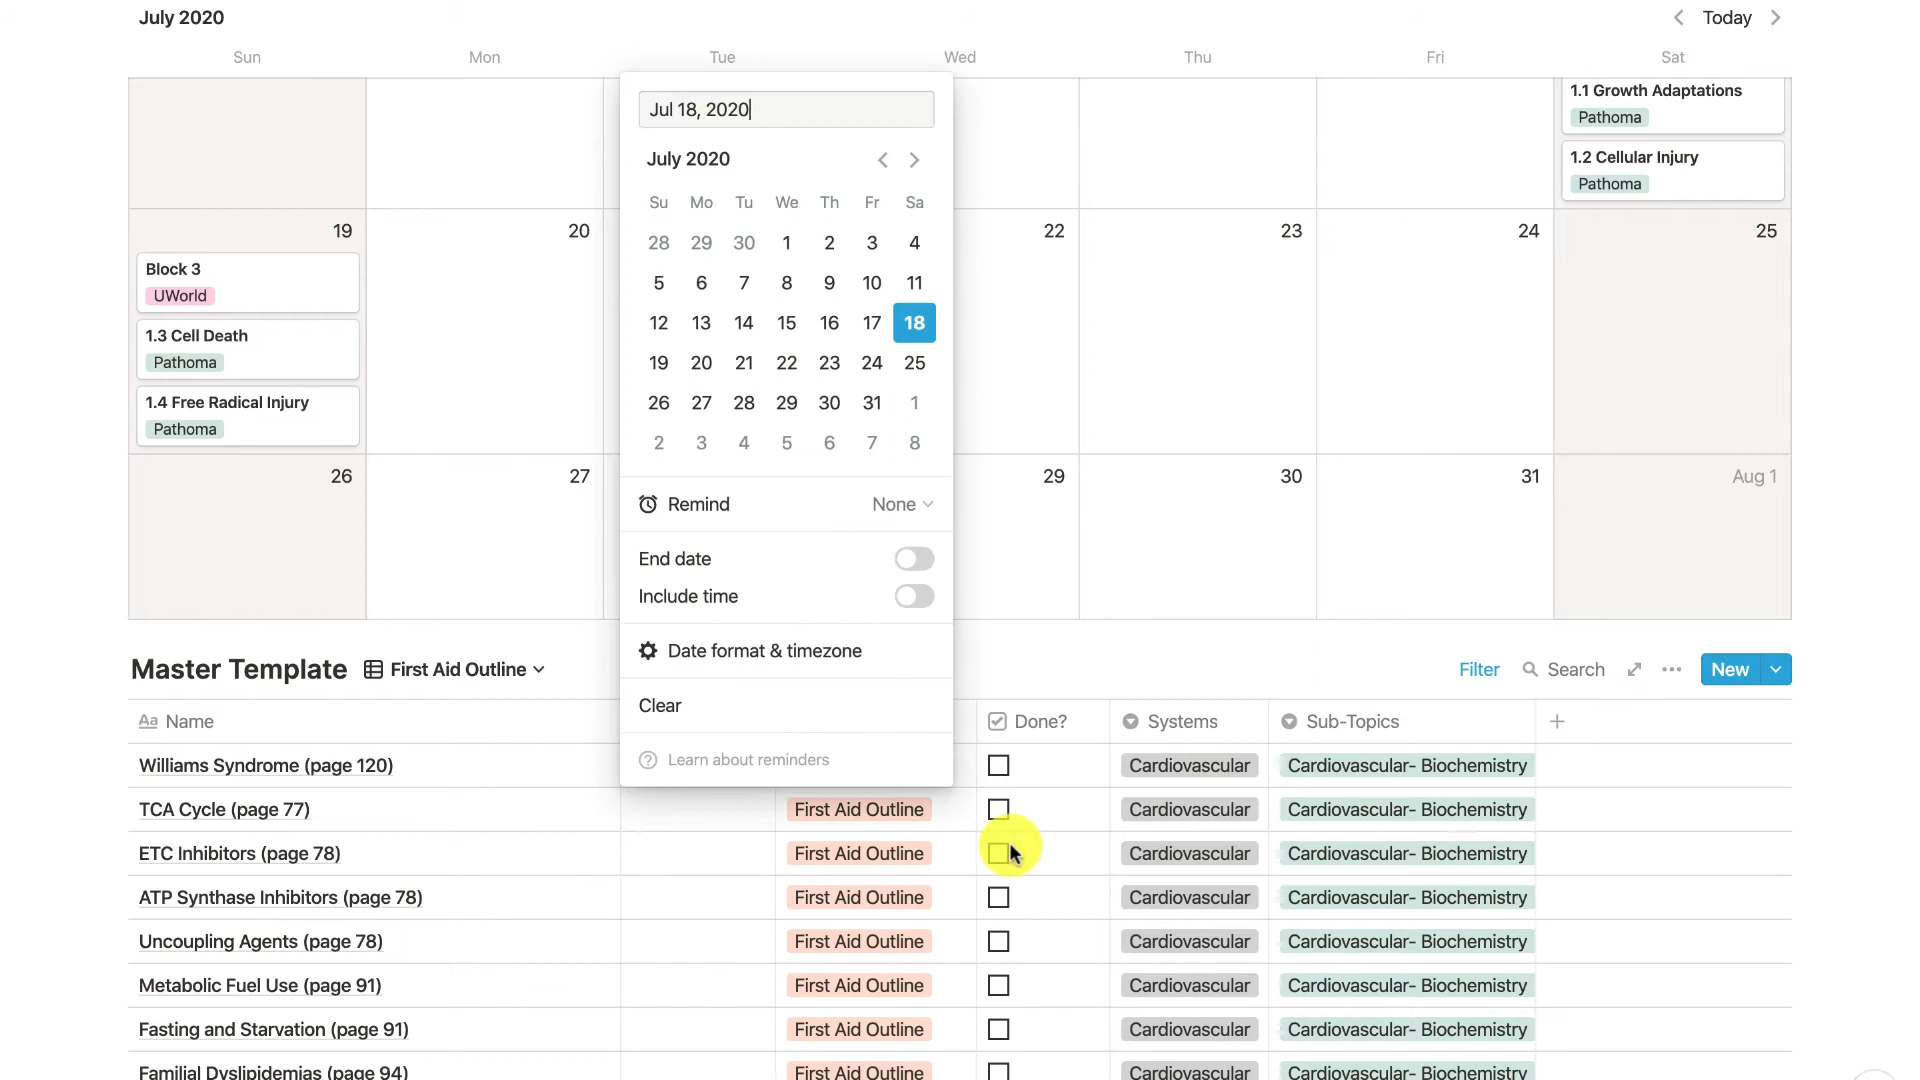 July 2020
Today
Sun Mon Tue Wed Thu Fri Sat
1.1 Growth Adaptations
Pathoma
1.2 Cellular Injury
Pathoma
19 20 22 23 24 25
Block 3
UWorld
1.3 Cell Death
Pathoma
1.4 Free Radical Injury
Pathoma
26 27 29 30 31 Aug 1
Jul 18, 2020
July 2020
Su Mo Tu We Th Fr Sa
28 29 30 1 2 3 4
5 6 7 8 9 10 11
12 13 14 15 16 17 18
19 20 21 22 23 24 25
26 27 28 29 30 31 1
2 3 4 5 6 7 8
Remind None
End date
Include time
Date format & timezone
Clear
Learn about reminders
Master Template First Aid Outline
Filter Search New
Aa Name Done? Systems Sub-Topics
Williams Syndrome (page 120) Cardiovascular Cardiovascular- Biochemistry
TCA Cycle (page 77) First Aid Outline Cardiovascular Cardiovascular- Biochemistry
ETC Inhibitors (page 78) First Aid Outline Cardiovascular Cardiovascular- Biochemistry
ATP Synthase Inhibitors (page 78) First Aid Outline Cardiovascular Cardiovascular- Biochemistry
Uncoupling Agents (page 78) First Aid Outline Cardiovascular Cardiovascular- Biochemistry
Metabolic Fuel Use (page 91) First Aid Outline Cardiovascular Cardiovascular- Biochemistry
Fasting and Starvation (page 91) First Aid Outline Cardiovascular Cardiovascular- Biochemistry
Familial Dyslipidemias (page 94) First Aid Outline Cardiovascular Cardiovascular- Biochemistry